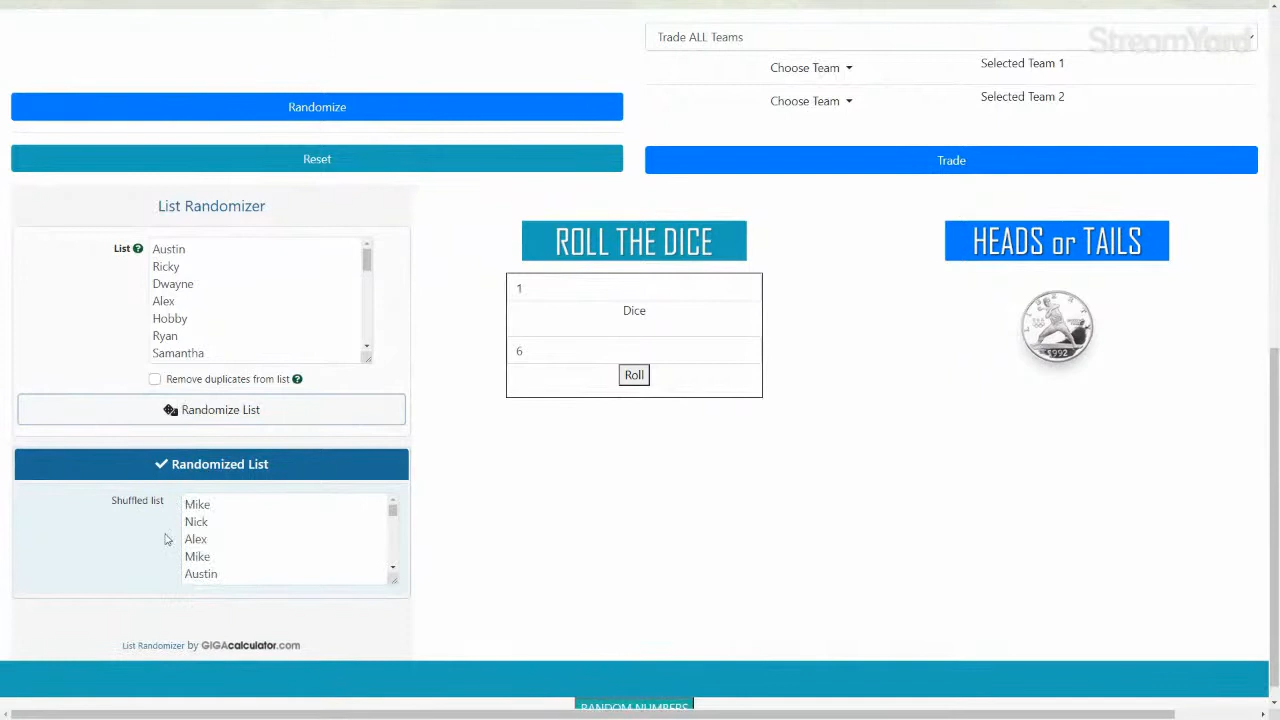 Trade ALL Teams
StreamYard
Choose Team
Selected Team 1
Choose Team
Selected Team 2
Randomize
Reset
Trade
List Randomizer
List
Austin
Ricky
Dwayne
Alex
Hobby
Ryan
Samantha
Remove duplicates from list
Randomize List
Randomized List
Shuffled list
Mike
Nick
Alex
Mike
Austin
List Randomizer by GIGAcalculator.com
ROLL THE DICE
1
Dice
6
Roll
HEADS or TAILS
LIBERTY
1992
RANDOM NUMBERS